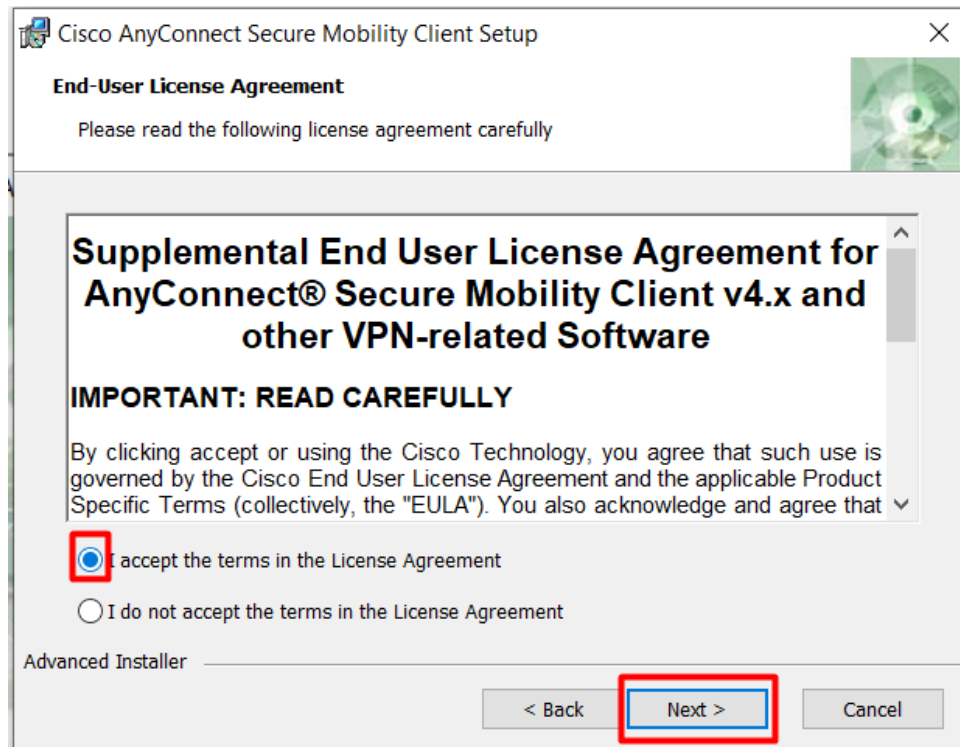 Cisco AnyConnect Secure Mobility Client Setup
End-User License Agreement
Please read the following license agreement carefully
Supplemental End User License Agreement for
AnyConnect® Secure Mobility Client v4.x and
other VPN-related Software
IMPORTANT: READ CAREFULLY
By clicking accept or using the Cisco Technology, you agree that such use is
governed by the Cisco End User License Agreement and the applicable Product
Specific Terms (collectively, the "EULA"). You also acknowledge and agree that
I accept the terms in the License Agreement
I do not accept the terms in the License Agreement
Advanced Installer
< Back
Next >
Cancel